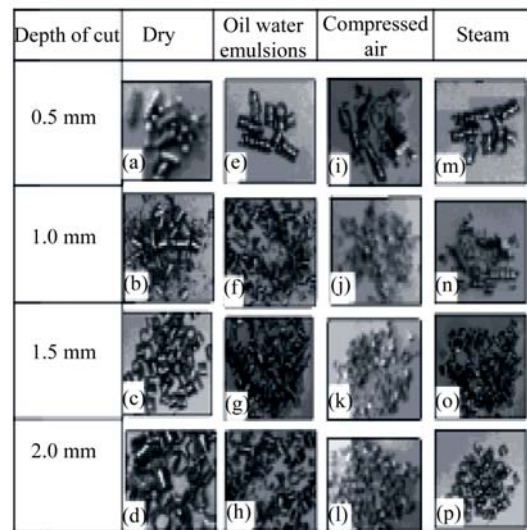 Depth of cut Dry Oil water emulsions Compressed air Steam
0.5 mm
(a) (e) (i) (m)
1.0 mm
(b) (f) (j) (n)
1.5 mm
(c) (g) (k) (o)
2.0 mm
(d) (h) (l) (p)